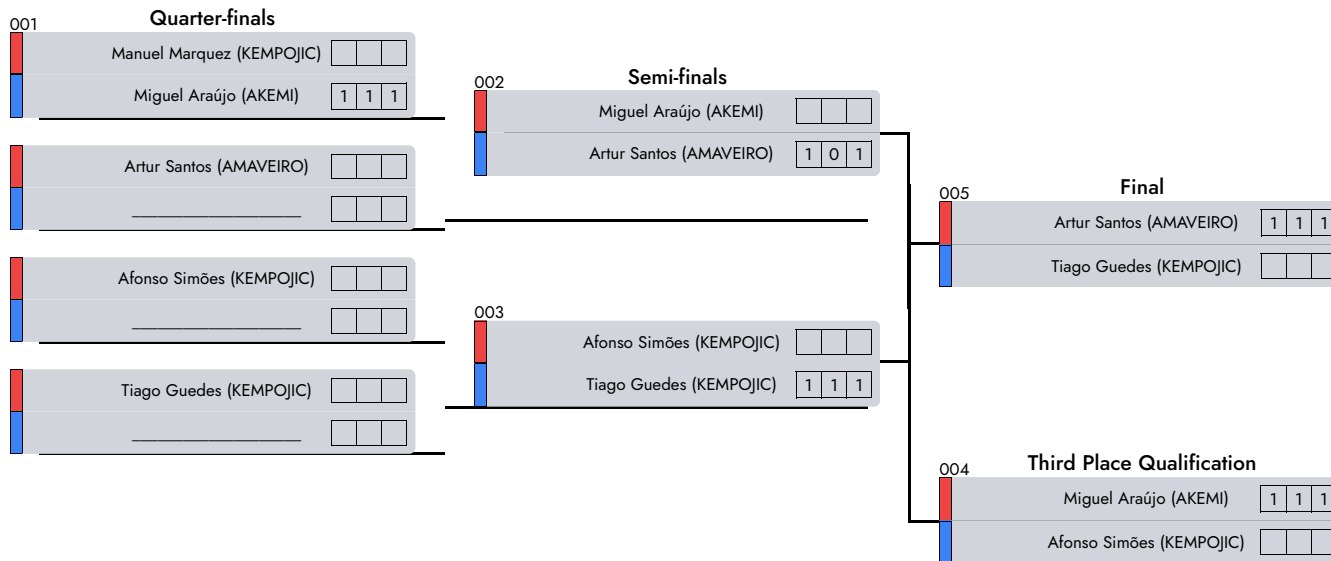 Quarter-finals
001
Manuel Marquez (KEMPOJIC)
Miguel Araújo (AKEMI) 1 1 1
Artur Santos (AMAVEIRO)
____________________
Afonso Simões (KEMPOJIC)
____________________
Tiago Guedes (KEMPOJIC)
____________________
Semi-finals
002
Miguel Araújo (AKEMI)
Artur Santos (AMAVEIRO) 1 0 1
003
Afonso Simões (KEMPOJIC)
Tiago Guedes (KEMPOJIC) 1 1 1
Final
005
Artur Santos (AMAVEIRO) 1 1 1
Tiago Guedes (KEMPOJIC)
Third Place Qualification
004
Miguel Araújo (AKEMI) 1 1 1
Afonso Simões (KEMPOJIC)